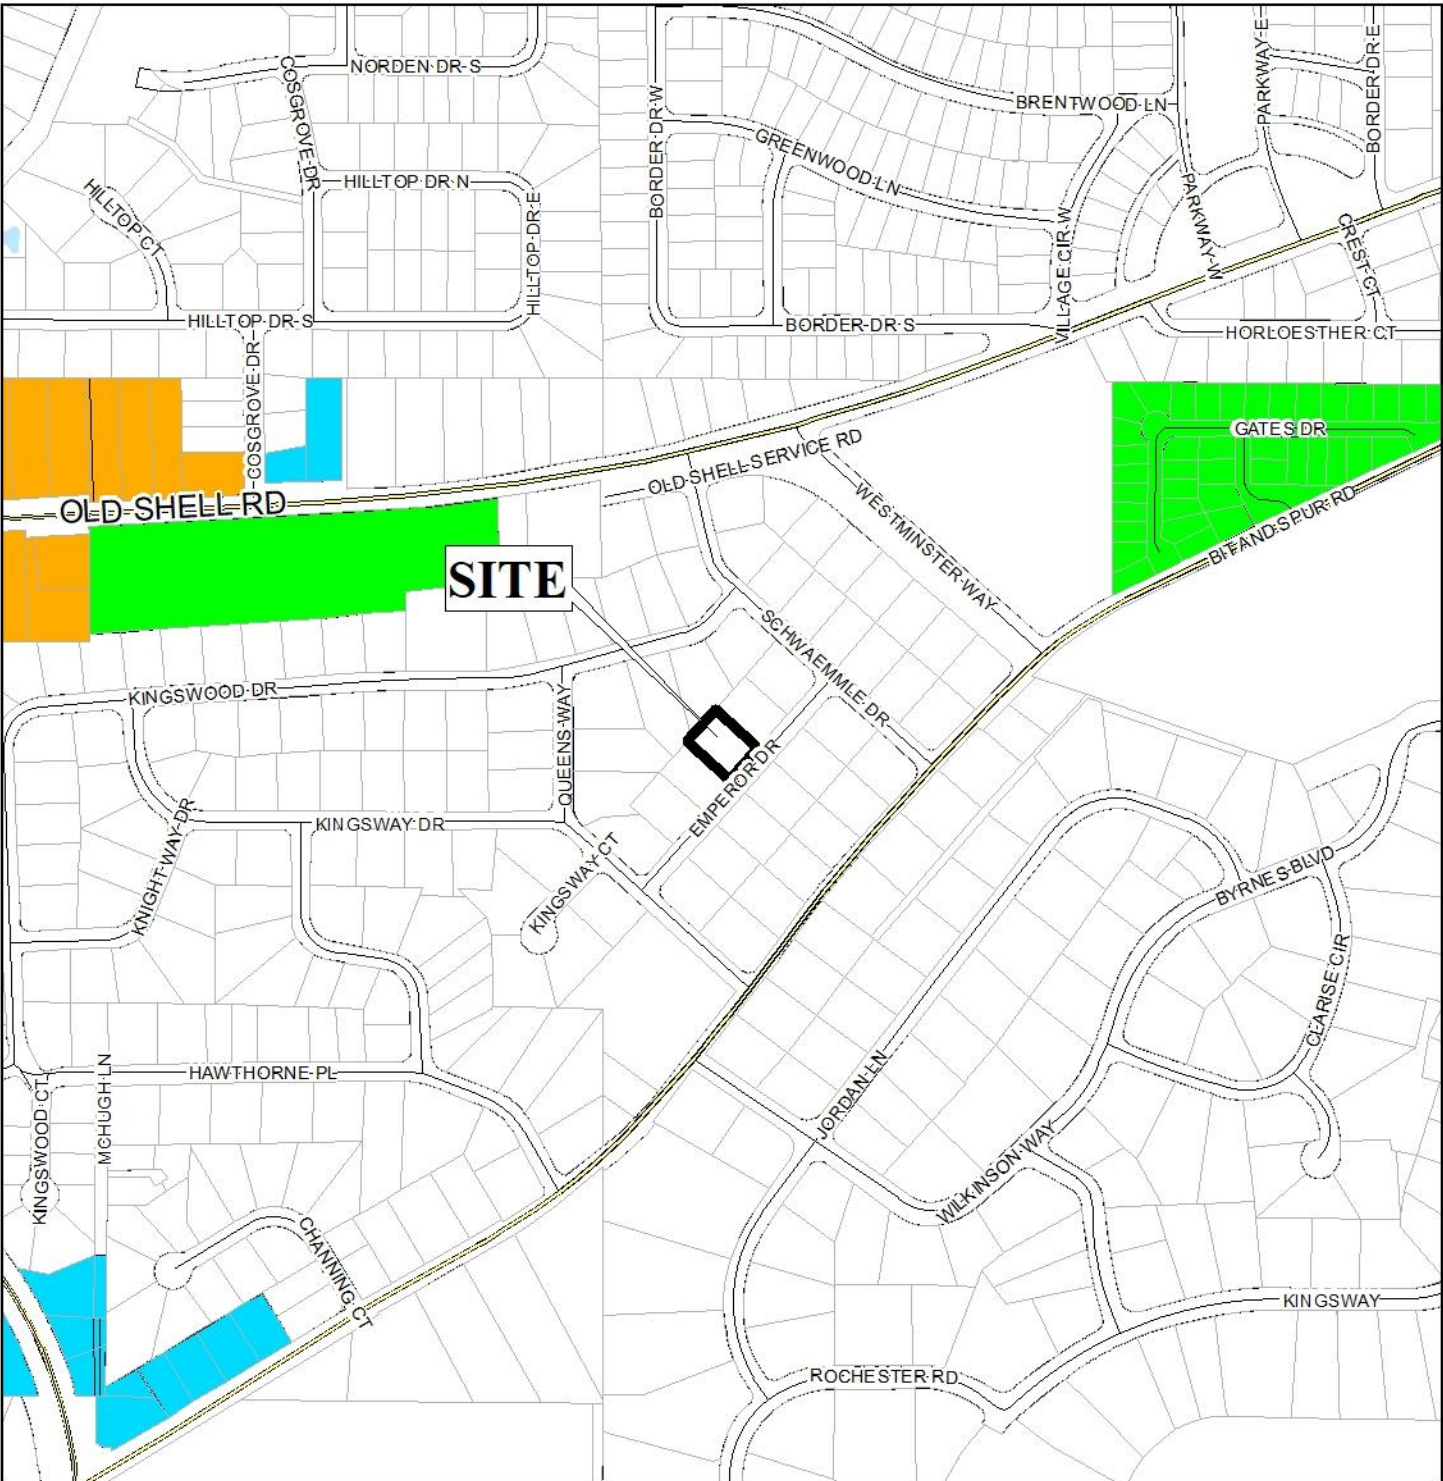 NORDEN DR S
COSGROVE DR
BORDER DR W
BRENTWOOD LN
PARKWAY E
BORDER DR E
GREENWOOD LN
HILLTOP DR N
HILLTOP CT
HILLTOP DR E
PARKWAY W
VILLAGE CIR W
CREST CT
HILLTOP DR S
BORDER DR S
HORLOESTHER CT
COSGROVE DR
GATES DR
OLD SHELL SERVICE RD
OLD SHELL RD
WESTMINSTER WAY
BIT AND SPUR RD
SITE
SCHWAEMMLE DR
KINGSWOOD DR
QUEENS WAY
EMPEROR DR
KINGSWAY DR
KNIGHT WAY DR
KINGSWAY CT
BYRNES BLVD
CLARISE CIR
HAWTHORNE PL
MCHUGH LN
KINGSWOOD CT
JORDAN LN
WILKINSON WAY
CHANNING CT
KINGSWAY
ROCHESTER RD